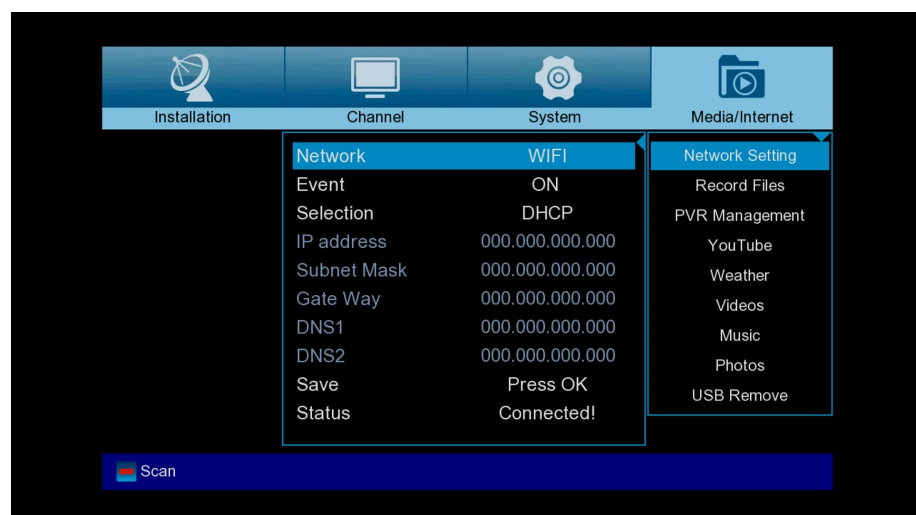 Installation Channel System Media/Internet
Network WIFI
Event ON
Selection DHCP
IP address 000.000.000.000
Subnet Mask 000.000.000.000
Gate Way 000.000.000.000
DNS1 000.000.000.000
DNS2 000.000.000.000
Save Press OK
Status Connected!
Network Setting
Record Files
PVR Management
YouTube
Weather
Videos
Music
Photos
USB Remove
Scan